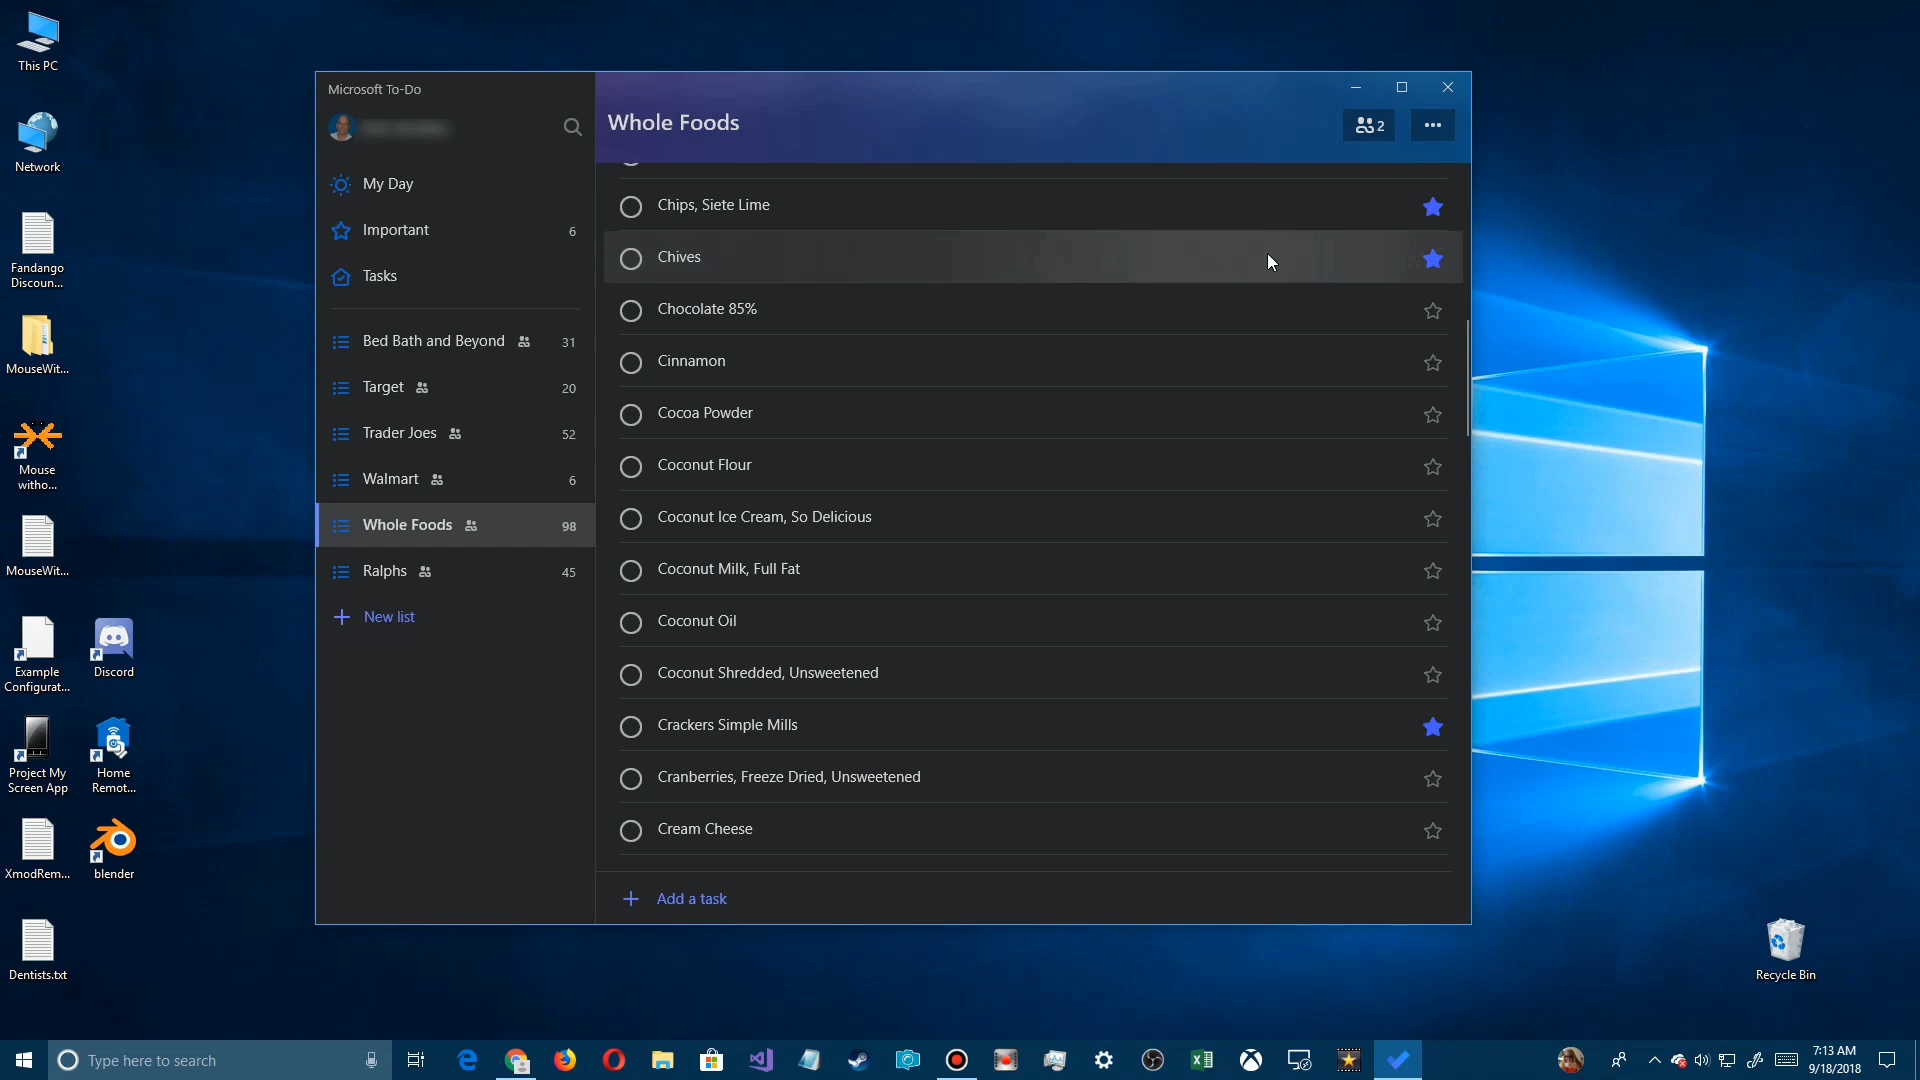 This PC
Network
Fandango
Discoun...
MouseWit...
Mouse
witho...
MouseWit...
Example
Configurat...
Discord
Project My
Screen App
Home
Remot...
XmodRem...
blender
Dentists.txt
Microsoft To-Do
My Day
Important 6
Tasks
Bed Bath and Beyond 31
Target 20
Trader Joes 52
Walmart 6
Whole Foods 98
Ralphs 45
New list
Whole Foods
2
Chips, Siete Lime
Chives
Chocolate 85%
Cinnamon
Cocoa Powder
Coconut Flour
Coconut Ice Cream, So Delicious
Coconut Milk, Full Fat
Coconut Oil
Coconut Shredded, Unsweetened
Crackers Simple Mills
Cranberries, Freeze Dried, Unsweetened
Cream Cheese
Add a task
Recycle Bin
Type here to search
7:13 AM
9/18/2018